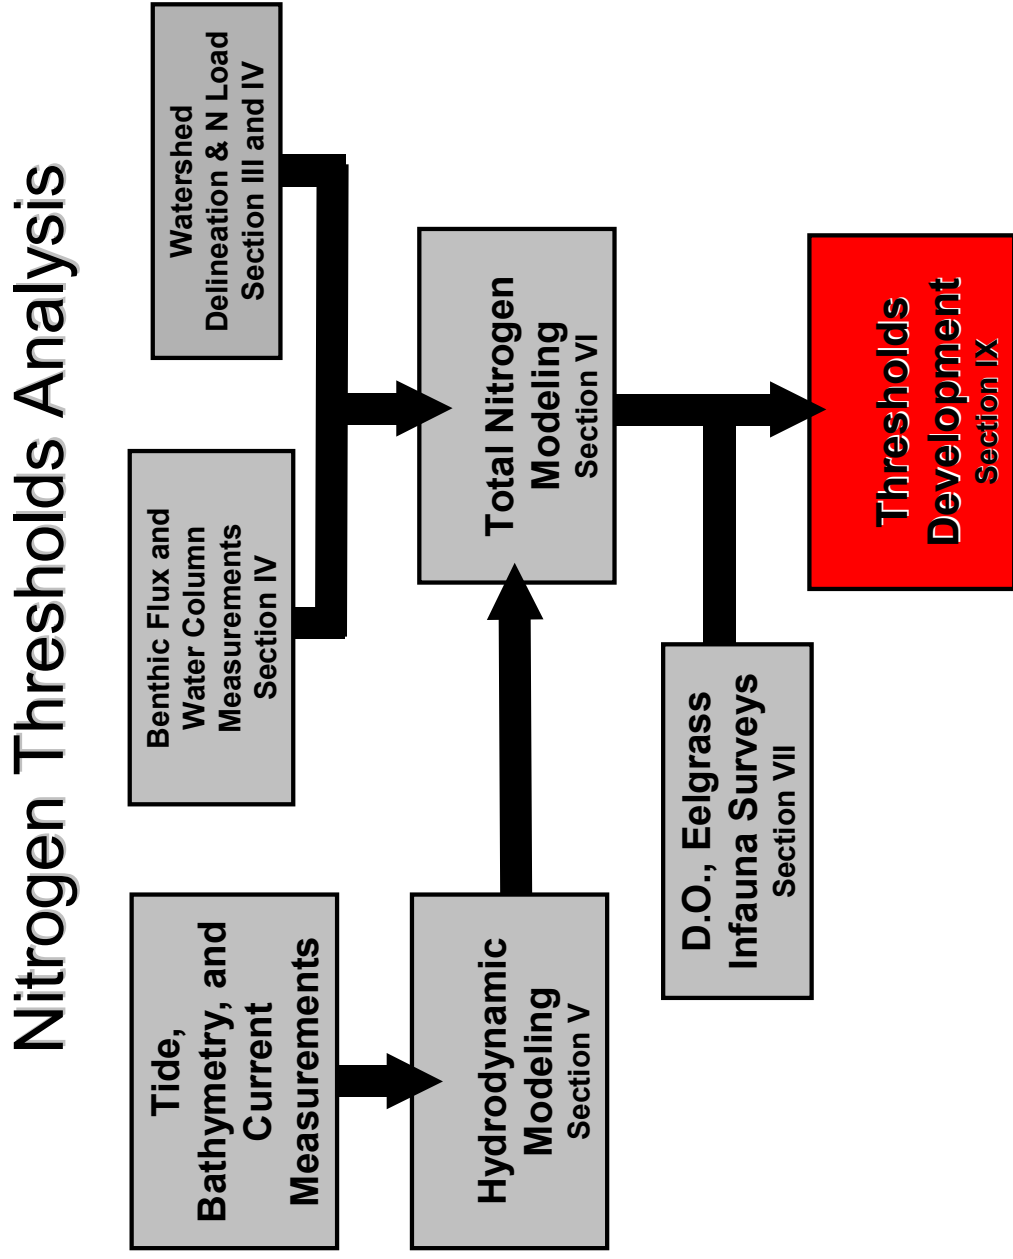 Nitrogen Thresholds Analysis
Tide,
Bathymetry, and
Current
Measurements
Benthic Flux and
Water Column
Measurements
Section IV
Watershed
Delineation & N Load
Section III and IV
Hydrodynamic
Modeling
Section V
Total Nitrogen
Modeling
Section VI
D.O., Eelgrass
Infauna Surveys
Section VII
Thresholds
Development
Section IX